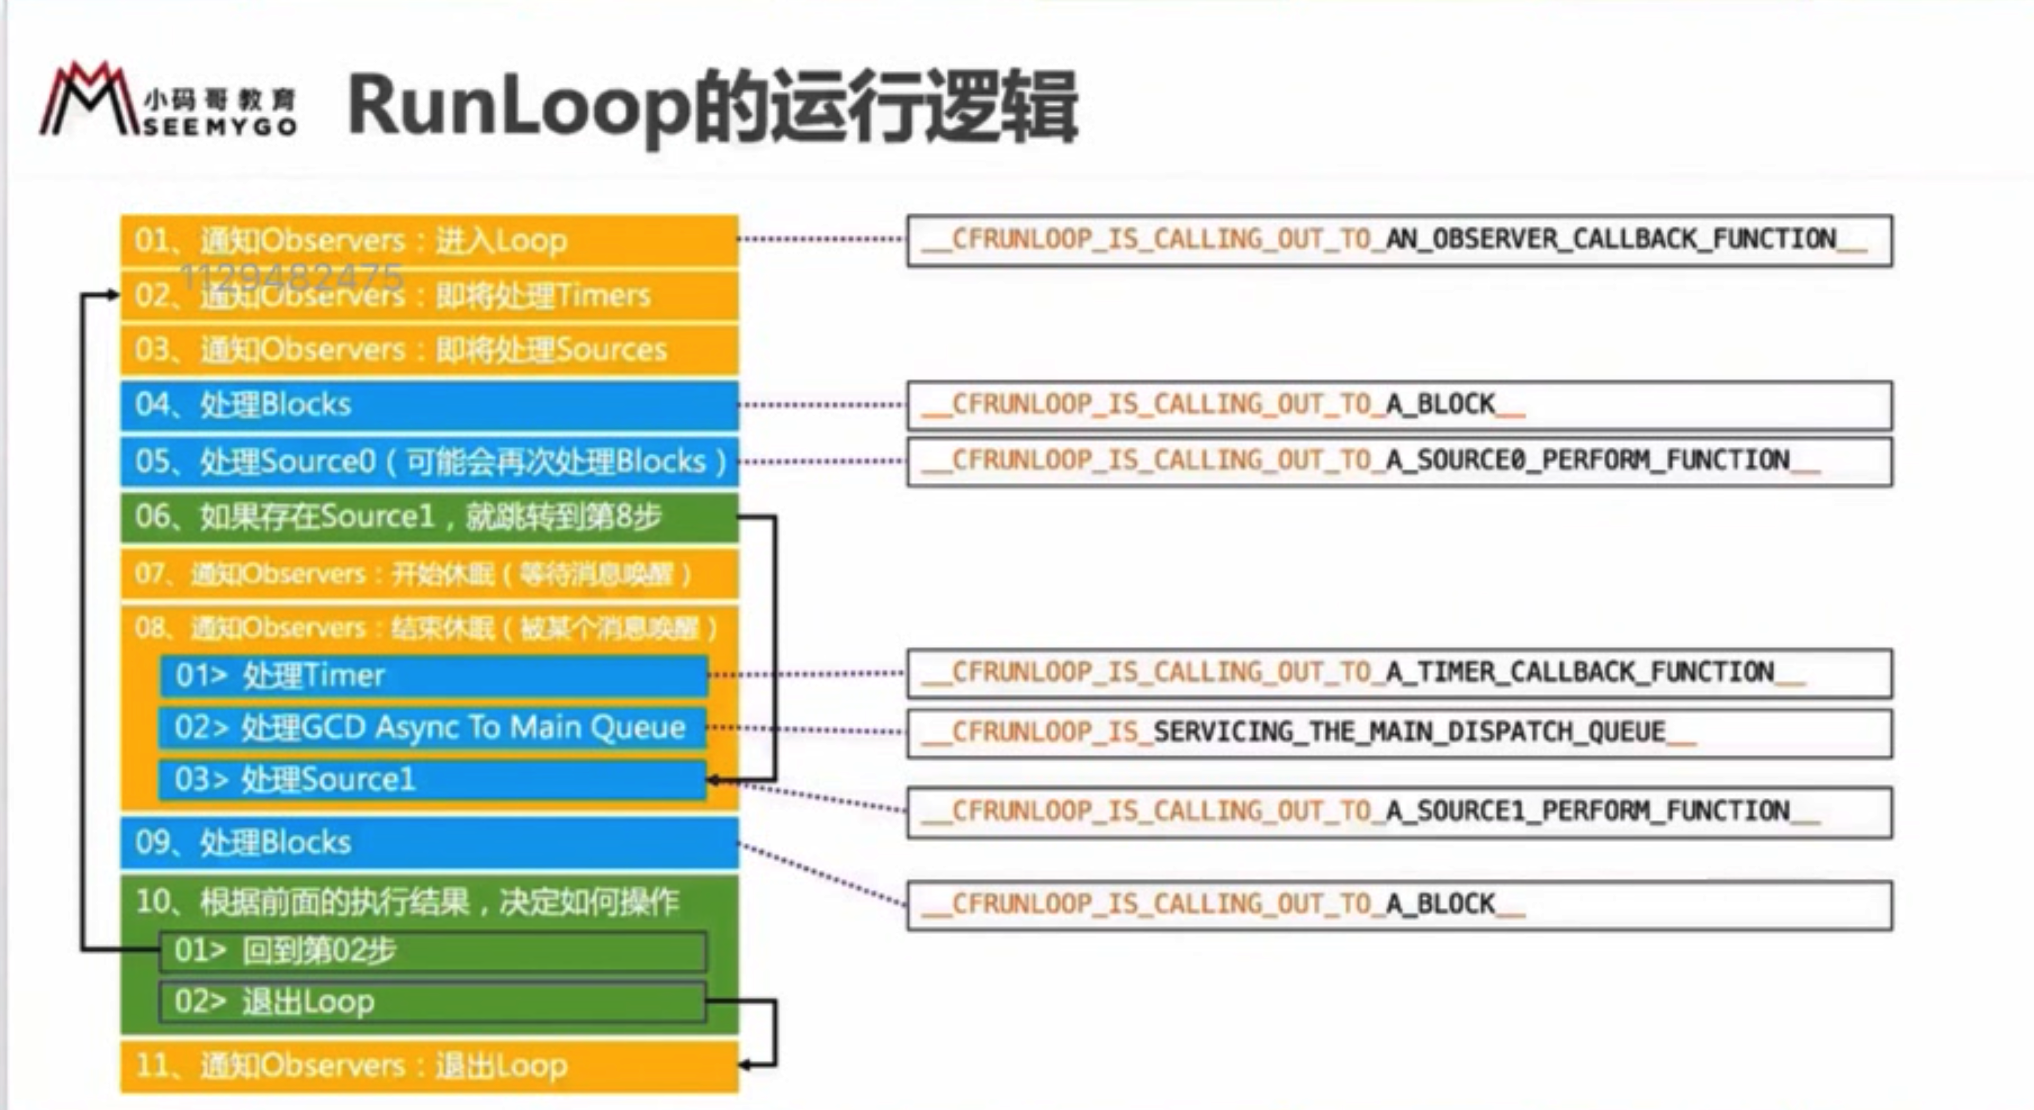 小码哥教育
SEEMYGO
RunLoop的运行逻辑
01、通知Observers：进入Loop
__CFRUNLOOP_IS_CALLING_OUT_TO_AN_OBSERVER_CALLBACK_FUNCTION__
1129482475
02、通知Observers：即将处理Timers
03、通知Observers：即将处理Sources
04、处理Blocks
__CFRUNLOOP_IS_CALLING_OUT_TO_A_BLOCK__
05、处理Source0（可能会再次处理Blocks）
__CFRUNLOOP_IS_CALLING_OUT_TO_A_SOURCE0_PERFORM_FUNCTION__
06、如果存在Source1，就跳转到第8步
07、通知Observers：开始休眠（等待消息唤醒）
08、通知Observers：结束休眠（被某个消息唤醒）
01> 处理Timer
__CFRUNLOOP_IS_CALLING_OUT_TO_A_TIMER_CALLBACK_FUNCTION__
02> 处理GCD Async To Main Queue
__CFRUNLOOP_IS_SERVICING_THE_MAIN_DISPATCH_QUEUE__
03> 处理Source1
__CFRUNLOOP_IS_CALLING_OUT_TO_A_SOURCE1_PERFORM_FUNCTION__
09、处理Blocks
__CFRUNLOOP_IS_CALLING_OUT_TO_A_BLOCK__
10、根据前面的执行结果，决定如何操作
01> 回到第02步
02> 退出Loop
11、通知Observers：退出Loop